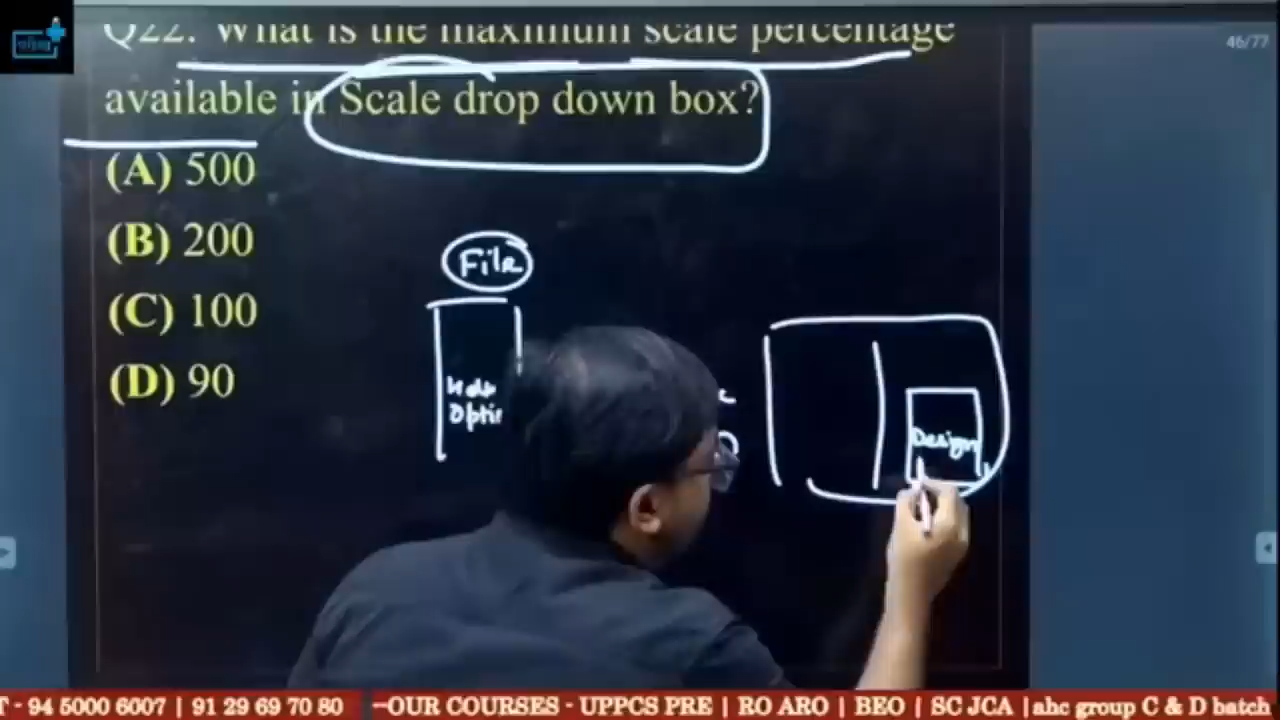 Q22. What is the maximum scale percentage
46/77
available in Scale drop down box?
(A) 500
(B) 200
(C) 100
(D) 90
File
Design
T - 94 5000 6007 | 91 29 69 70 80 –OUR COURSES - UPPCS PRE | RO ARO | BEO | SC JCA |ahc group C & D batch